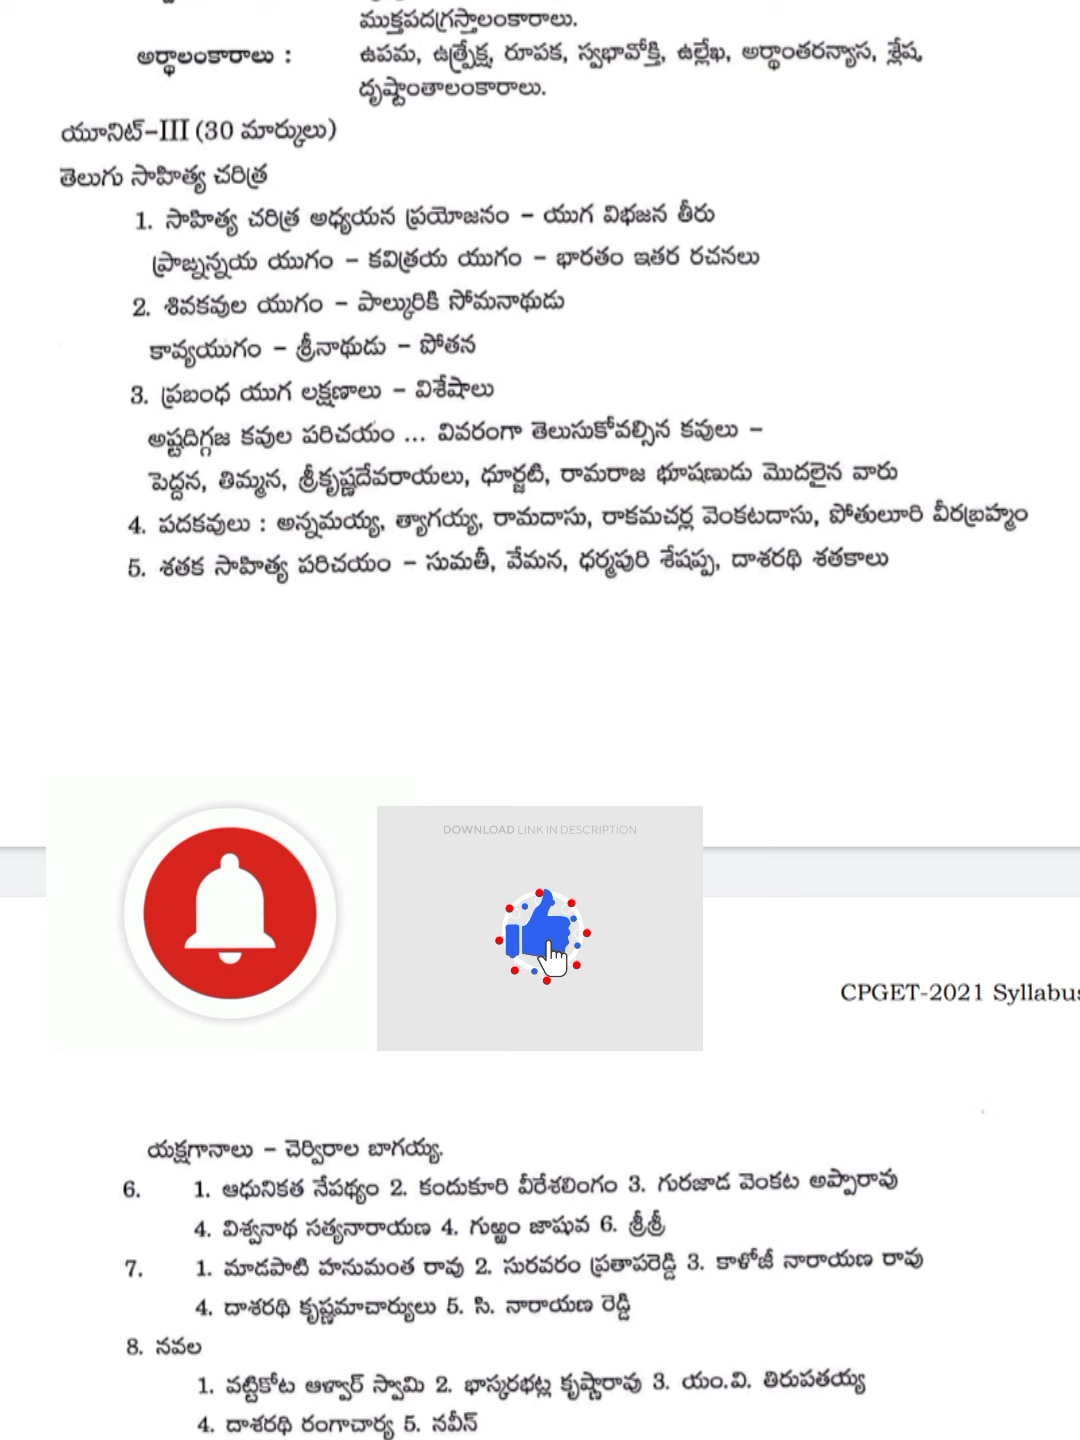 ముక్తపదగ్రస్తాలంకారాలు.
అర్థాలంకారాలు : ఉపమ, ఉత్ప్రేక్ష, రూపక, స్వభావోక్తి, ఉల్లేఖ, అర్థాంతరన్యాస, శ్లేష,
దృష్టాంతాలంకారాలు.
యూనిట్-III (30 మార్కులు)
తెలుగు సాహిత్య చరిత్ర
1. సాహిత్య చరిత్ర అధ్యయన ప్రయోజనం – యుగ విభజన తీరు
ప్రాఙ్నన్నయ యుగం – కవిత్రయ యుగం – భారతం ఇతర రచనలు
2. శివకవుల యుగం – పాల్కురికి సోమనాథుడు
కావ్యయుగం – శ్రీనాథుడు – పోతన
3. ప్రబంధ యుగ లక్షణాలు – విశేషాలు
అష్టదిగ్గజ కవుల పరిచయం ... వివరంగా తెలుసుకోవల్సిన కవులు –
పెద్దన, తిమ్మన, శ్రీకృష్ణదేవరాయలు, ధూర్జటి, రామరాజ భూషణుడు మొదలైన వారు
4. పదకవులు : అన్నమయ్య, త్యాగయ్య, రామదాసు, రాకమచర్ల వెంకటదాసు, పోతులూరి వీరబ్రహ్మం
5. శతక సాహిత్య పరిచయం – సుమతీ, వేమన, ధర్మపురి శేషప్ప, దాశరథి శతకాలు
DOWNLOAD LINK IN DESCRIPTION
CPGET-2021 Syllabus
యక్షగానాలు – చెర్విరాల బాగయ్య.
6. 1. ఆధునికత నేపథ్యం 2. కందుకూరి వీరేశలింగం 3. గురజాడ వెంకట అప్పారావు
4. విశ్వనాథ సత్యనారాయణ 4. గుఱ్ఱం జాషువ 6. శ్రీశ్రీ
7. 1. మాడపాటి హనుమంత రావు 2. సురవరం ప్రతాపరెడ్డి 3. కాళోజీ నారాయణ రావు
4. దాశరథి కృష్ణమాచార్యులు 5. సి. నారాయణ రెడ్డి
8. నవల
1. వట్టికోట ఆళ్వార్ స్వామి 2. భాస్కరభట్ల కృష్ణారావు 3. యం.వి. తిరుపతయ్య
4. దాశరథి రంగాచార్య 5. నవీన్